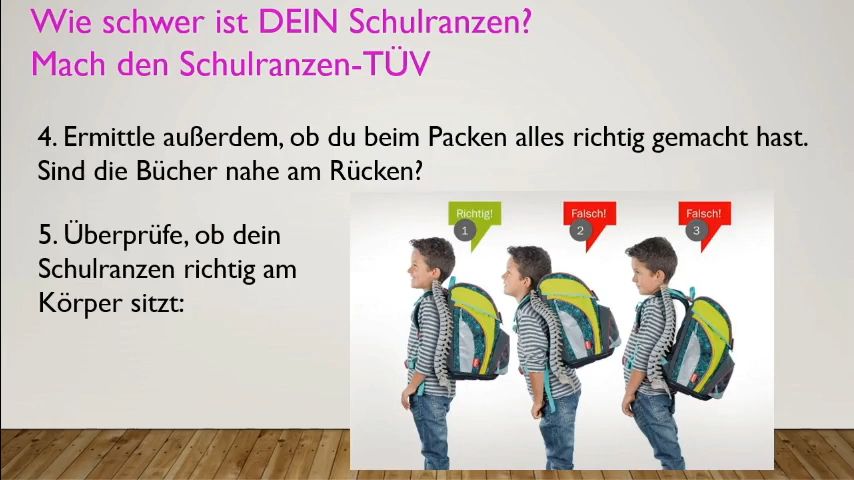 Wie schwer ist DEIN Schulranzen?
Mach den Schulranzen-TÜV
4. Ermittle außerdem, ob du beim Packen alles richtig gemacht hast.
Sind die Bücher nahe am Rücken?
5. Überprüfe, ob dein
Schulranzen richtig am
Körper sitzt:
Richtig!
1
Falsch!
2
Falsch!
3